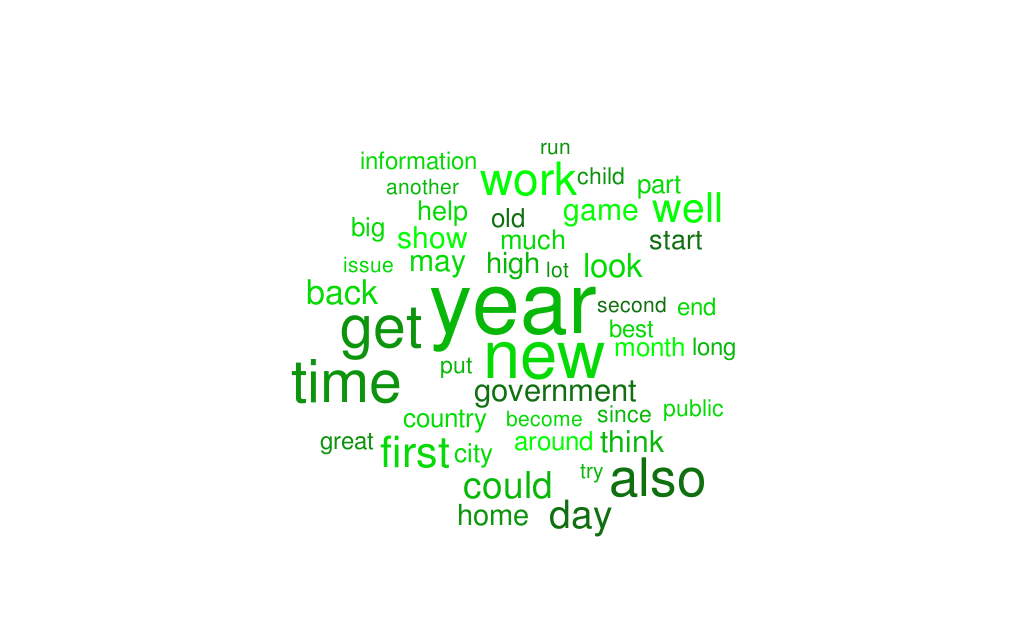 run
information work child
another part
help old game well
big show much start
issue may high lot look
back year second end
get best
new month long
time put government
country become since public
great first city around think
could try also
home day